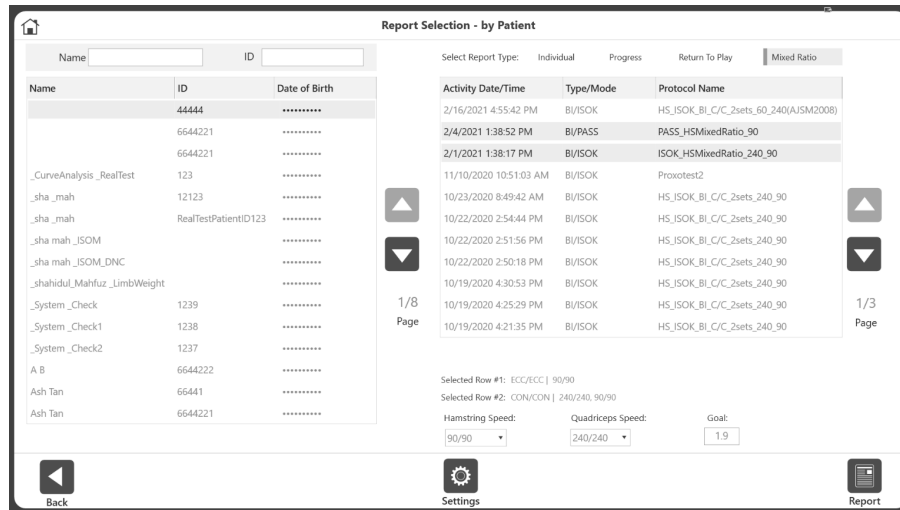 Report Selection - by Patient
Name ID
Select Report Type: Individual Progress Return To Play Mixed Ratio
Name ID Date of Birth
44444 ••••••••••
6644221 ••••••••••
6644221 ••••••••••
_CurveAnalysis _RealTest 123 ••••••••••
_sha _mah 12123 ••••••••••
_sha _mah RealTestPatientID123 ••••••••••
_sha mah _ISOM ••••••••••
_sha mah _ISOM_DNC ••••••••••
_shahidul_Mahfuz _LimbWeight ••••••••••
_System _Check 1239 ••••••••••
_System _Check1 1238 ••••••••••
_System _Check2 1237 ••••••••••
A B 6644222 ••••••••••
Ash Tan 66441 ••••••••••
Ash Tan 6644221 ••••••••••
1/8
Page
Activity Date/Time Type/Mode Protocol Name
2/16/2021 4:55:42 PM BI/ISOK HS_ISOK_BI_C/C_2sets_60_240(AJSM2008)
2/4/2021 1:38:52 PM BI/PASS PASS_HSMixedRatio_90
2/1/2021 1:38:17 PM BI/ISOK ISOK_HSMixedRatio_240_90
11/10/2020 10:51:03 AM BI/ISOK Proxotest2
10/23/2020 8:49:42 AM BI/ISOK HS_ISOK_BI_C/C_2sets_240_90
10/22/2020 2:54:44 PM BI/ISOK HS_ISOK_BI_C/C_2sets_240_90
10/22/2020 2:51:56 PM BI/ISOK HS_ISOK_BI_C/C_2sets_240_90
10/22/2020 2:50:18 PM BI/ISOK HS_ISOK_BI_C/C_2sets_240_90
10/19/2020 4:30:53 PM BI/ISOK HS_ISOK_BI_C/C_2sets_240_90
10/19/2020 4:25:29 PM BI/ISOK HS_ISOK_BI_C/C_2sets_240_90
10/19/2020 4:21:35 PM BI/ISOK HS_ISOK_BI_C/C_2sets_240_90
1/3
Page
Selected Row #1: ECC/ECC | 90/90
Selected Row #2: CON/CON | 240/240, 90/90
Hamstring Speed: Quadriceps Speed: Goal:
90/90 240/240 1.9
Back Settings Report